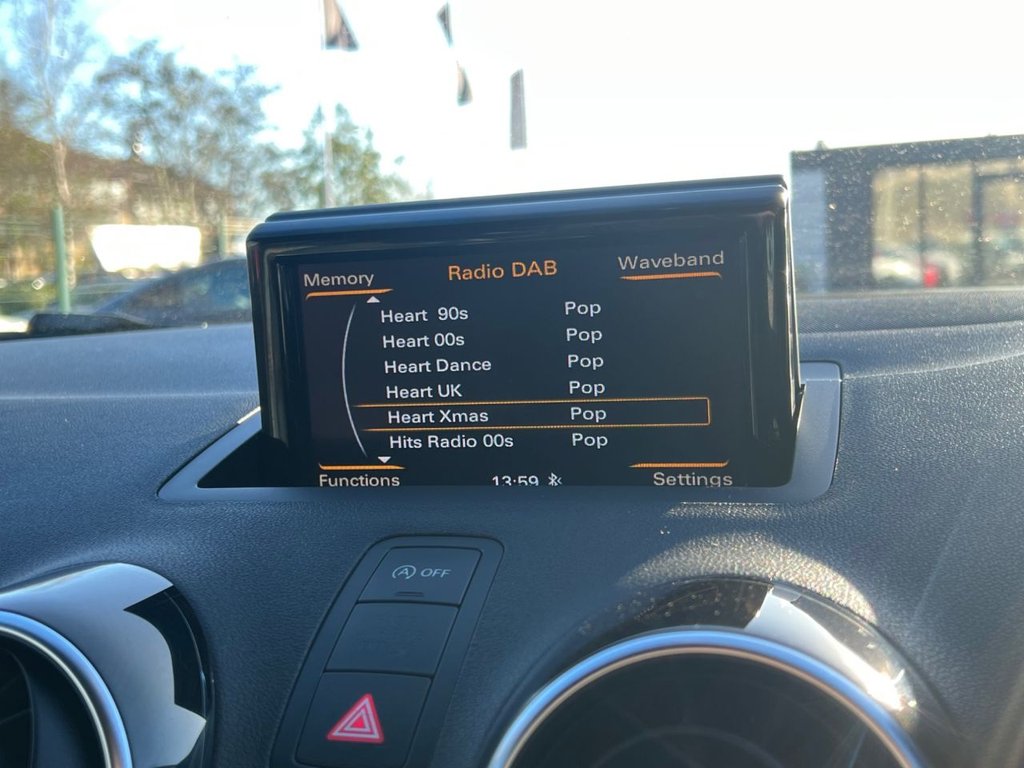 Memory Radio DAB Waveband
Heart 90s Pop
Heart 00s Pop
Heart Dance Pop
Heart UK Pop
Heart Xmas Pop
Hits Radio 00s Pop
Functions 13:59 Settings
A OFF